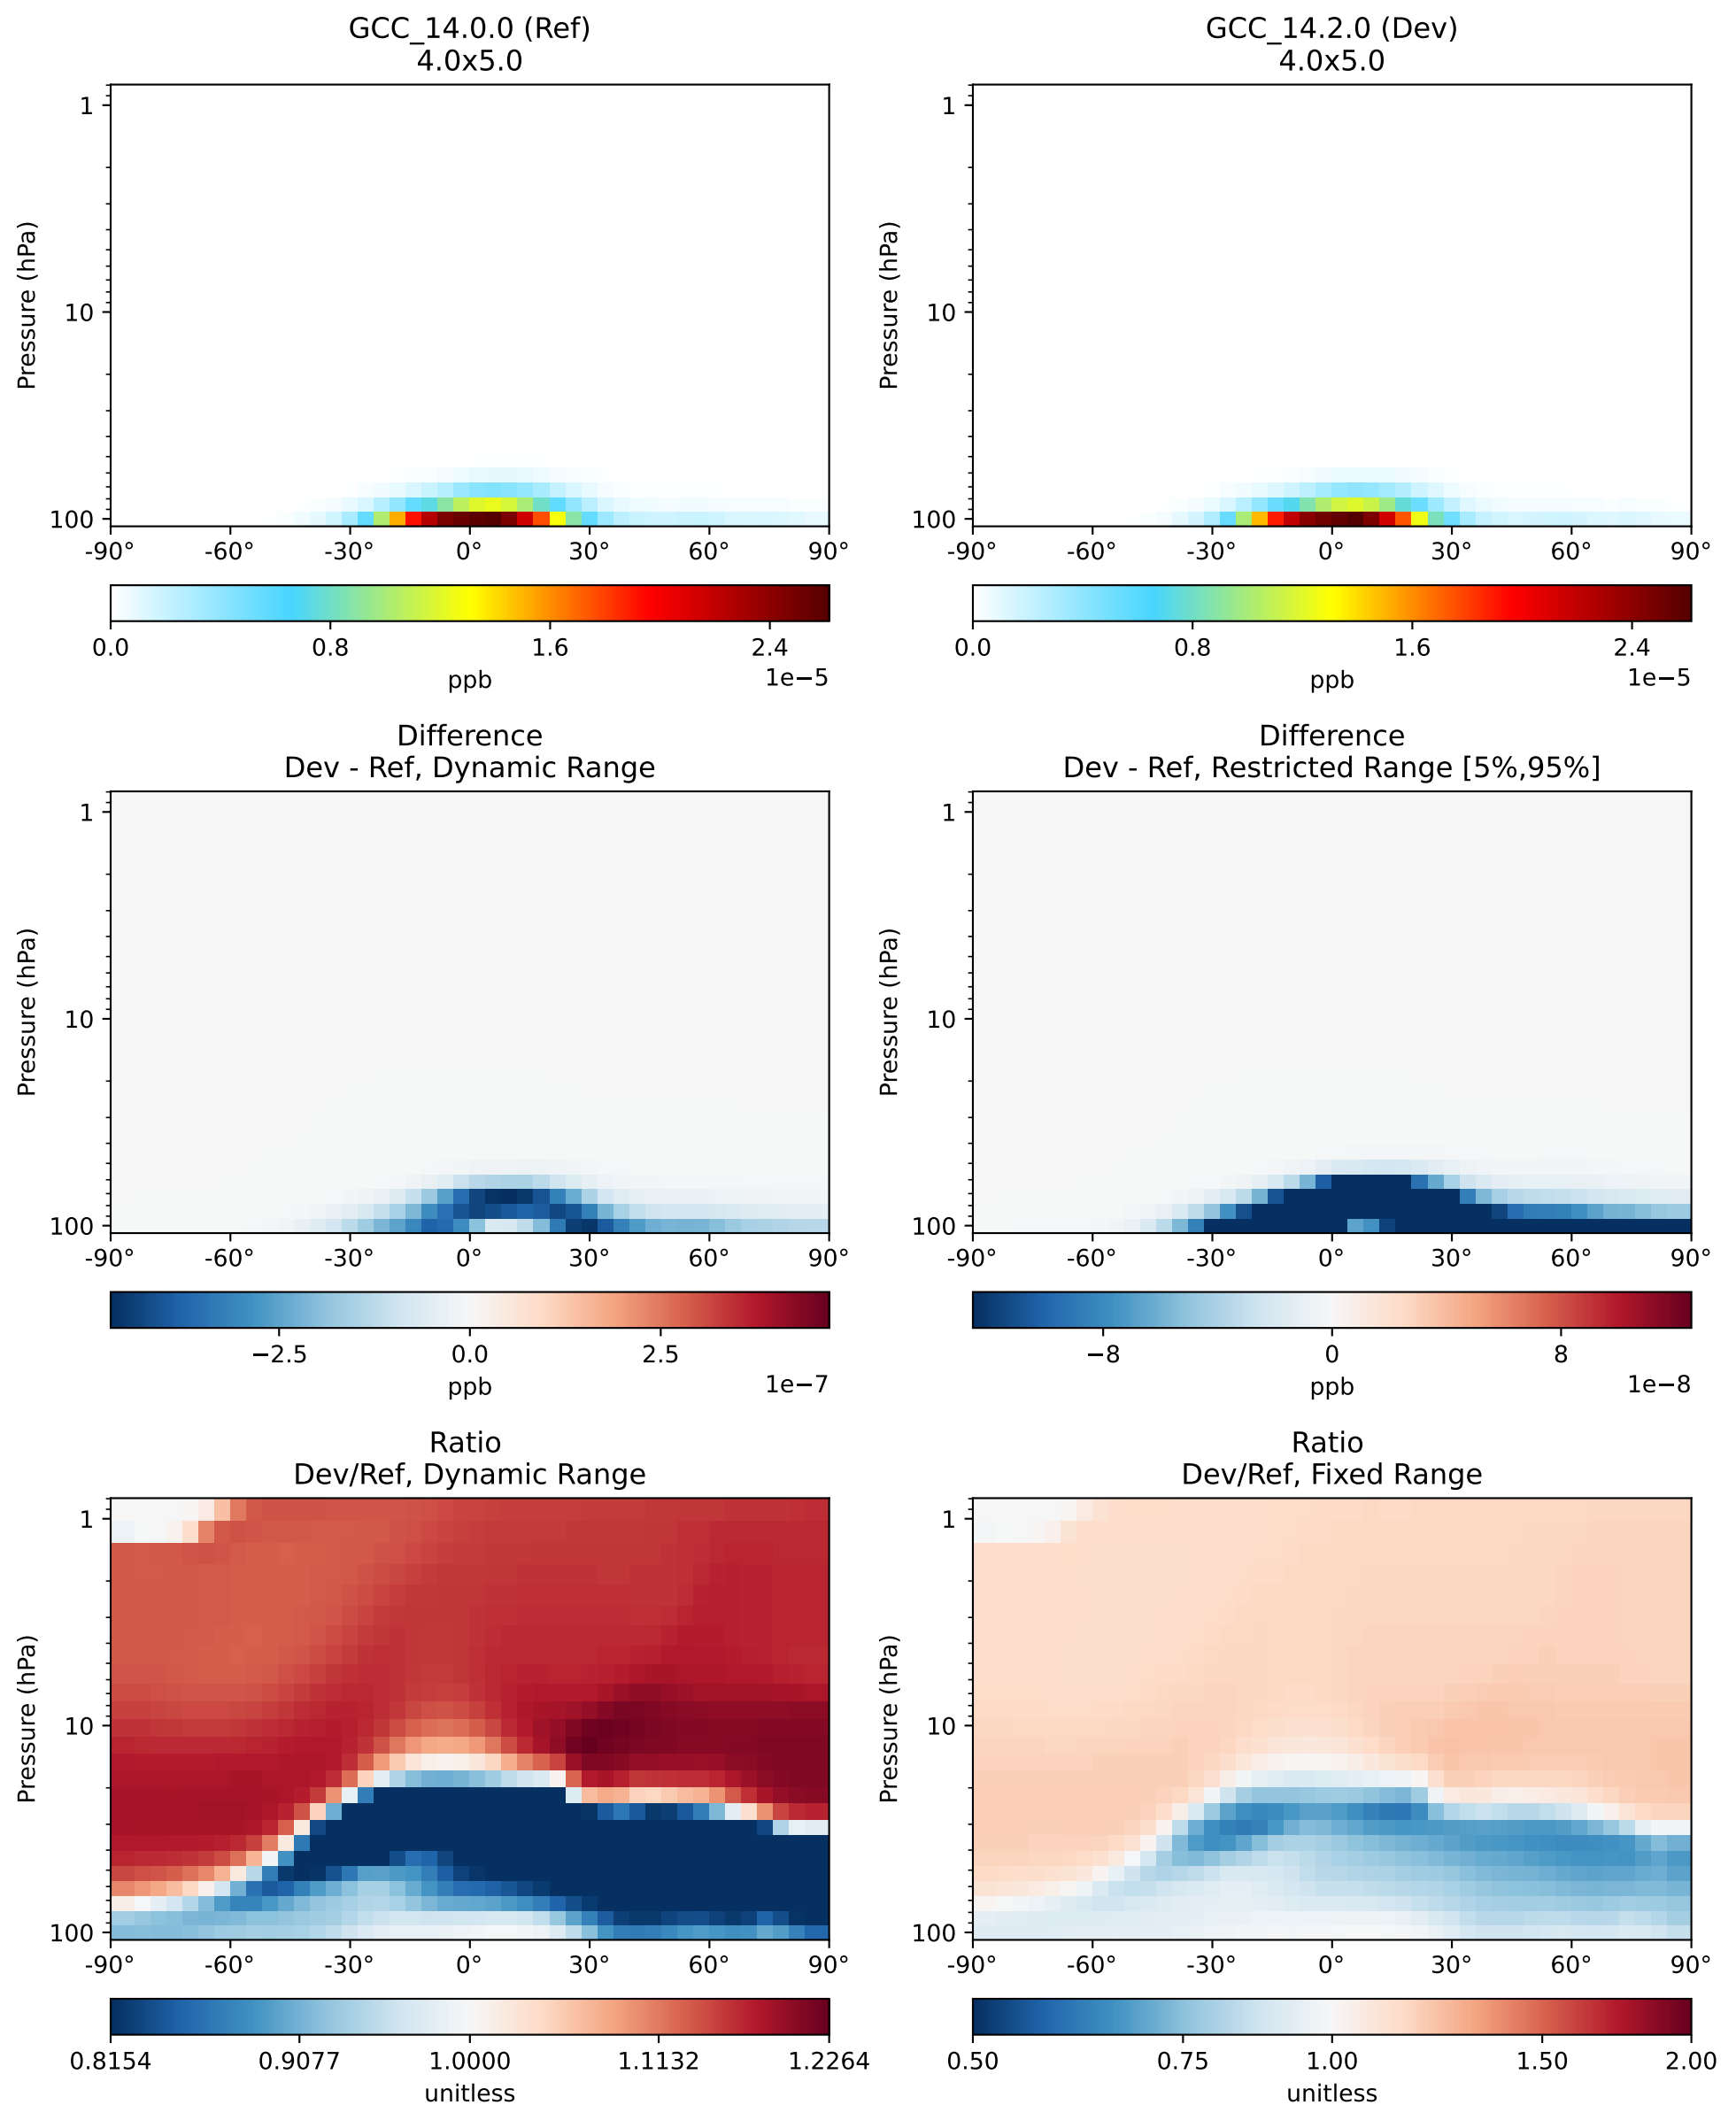 GCC_14.0.0 (Ref)
4.0x5.0
Pressure (hPa)
1
10
100
-90° -60° -30° 0° 30° 60° 90°
0.0 0.8 1.6 2.4
1e−5
ppb
GCC_14.2.0 (Dev)
4.0x5.0
Pressure (hPa)
1
10
100
-90° -60° -30° 0° 30° 60° 90°
0.0 0.8 1.6 2.4
1e−5
ppb
Difference
Dev - Ref, Dynamic Range
Pressure (hPa)
1
10
100
-90° -60° -30° 0° 30° 60° 90°
−2.5 0.0 2.5
1e−7
ppb
Difference
Dev - Ref, Restricted Range [5%,95%]
Pressure (hPa)
1
10
100
-90° -60° -30° 0° 30° 60° 90°
−8 0 8
1e−8
ppb
Ratio
Dev/Ref, Dynamic Range
Pressure (hPa)
1
10
100
-90° -60° -30° 0° 30° 60° 90°
0.8154 0.9077 1.0000 1.1132 1.2264
unitless
Ratio
Dev/Ref, Fixed Range
Pressure (hPa)
1
10
100
-90° -60° -30° 0° 30° 60° 90°
0.50 0.75 1.00 1.50 2.00
unitless